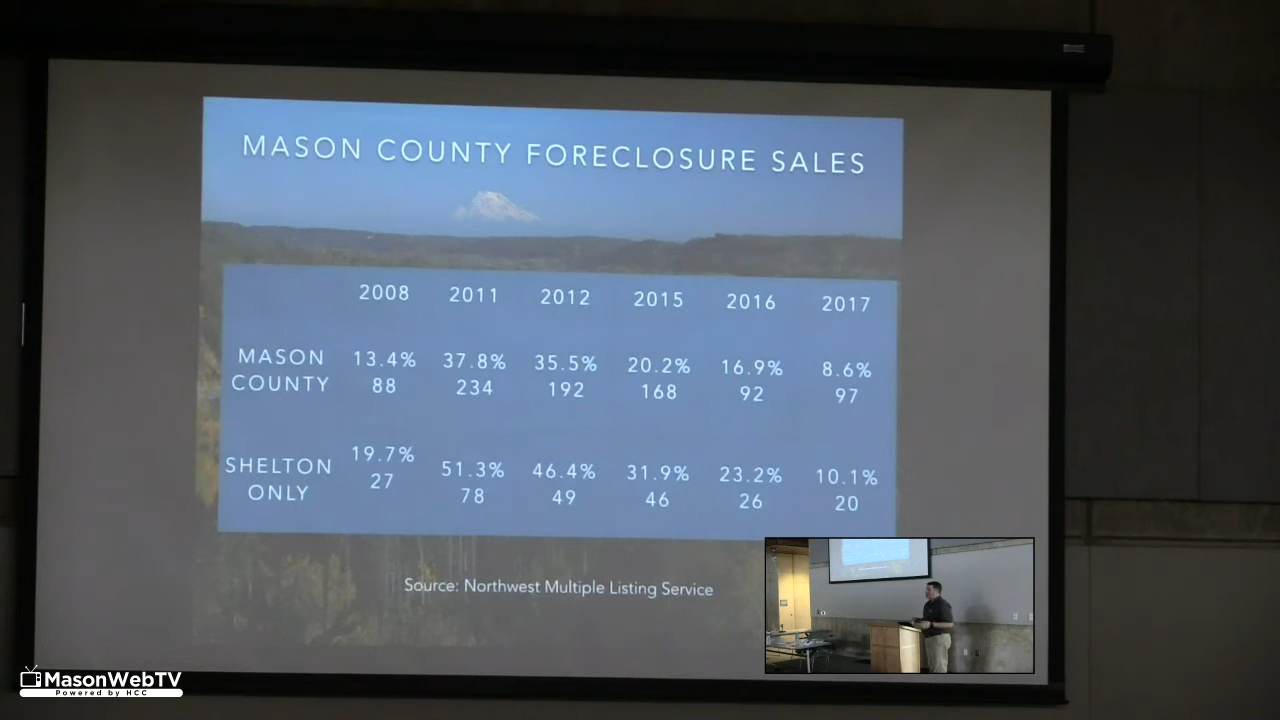 MASON COUNTY FORECLOSURE SALES
2008 2011 2012 2015 2016 2017
MASON COUNTY 13.4% 37.8% 35.5% 20.2% 16.9% 8.6%
88 234 192 168 92 97
SHELTON ONLY 19.7% 51.3% 46.4% 31.9% 23.2% 10.1%
27 78 49 46 26 20
Source: Northwest Multiple Listing Service
MasonWebTV
Powered by HCC